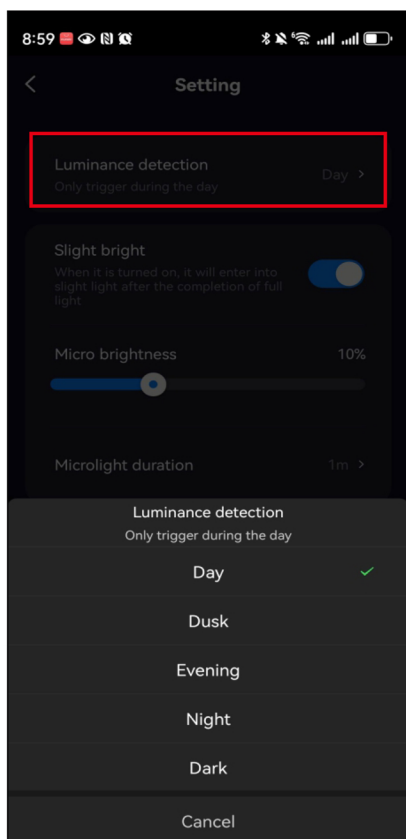 8:59
Setting
Luminance detection
Only trigger during the day
Day >
Slight bright
When it is turned on, it will enter into
slight light after the completion of full
light
Micro brightness
10%
Microlight duration
1m >
Luminance detection
Only trigger during the day
Day
Dusk
Evening
Night
Dark
Cancel